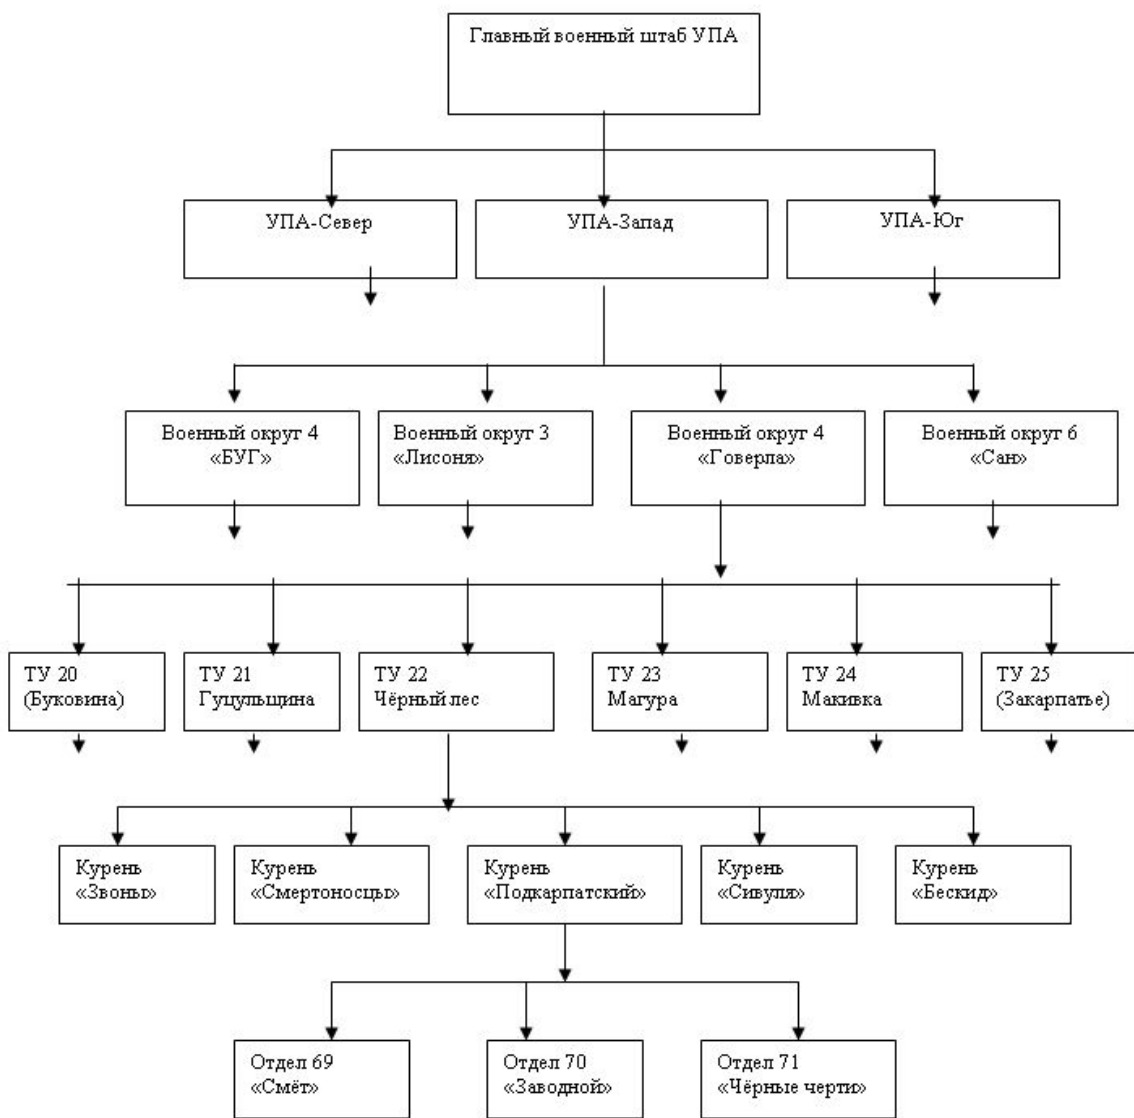 Главный военный штаб УПА
УПА-Север
УПА-Запад
УПА-Юг
Военный округ 4
«БУГ»
Военный округ 3
«Лисоня»
Военный округ 4
«Говерла»
Военный округ 6
«Сан»
ТУ 20
(Буковина)
ТУ 21
Гуцульщина
ТУ 22
Чёрный лес
ТУ 23
Магура
ТУ 24
Макивка
ТУ 25
(Закарпатье)
Курень
«Звоны»
Курень
«Смертоносцы»
Курень
«Подкарпатский»
Курень
«Сивуля»
Курень
«Бескид»
Отдел 69
«Смёт»
Отдел 70
«Заводной»
Отдел 71
«Чёрные черти»